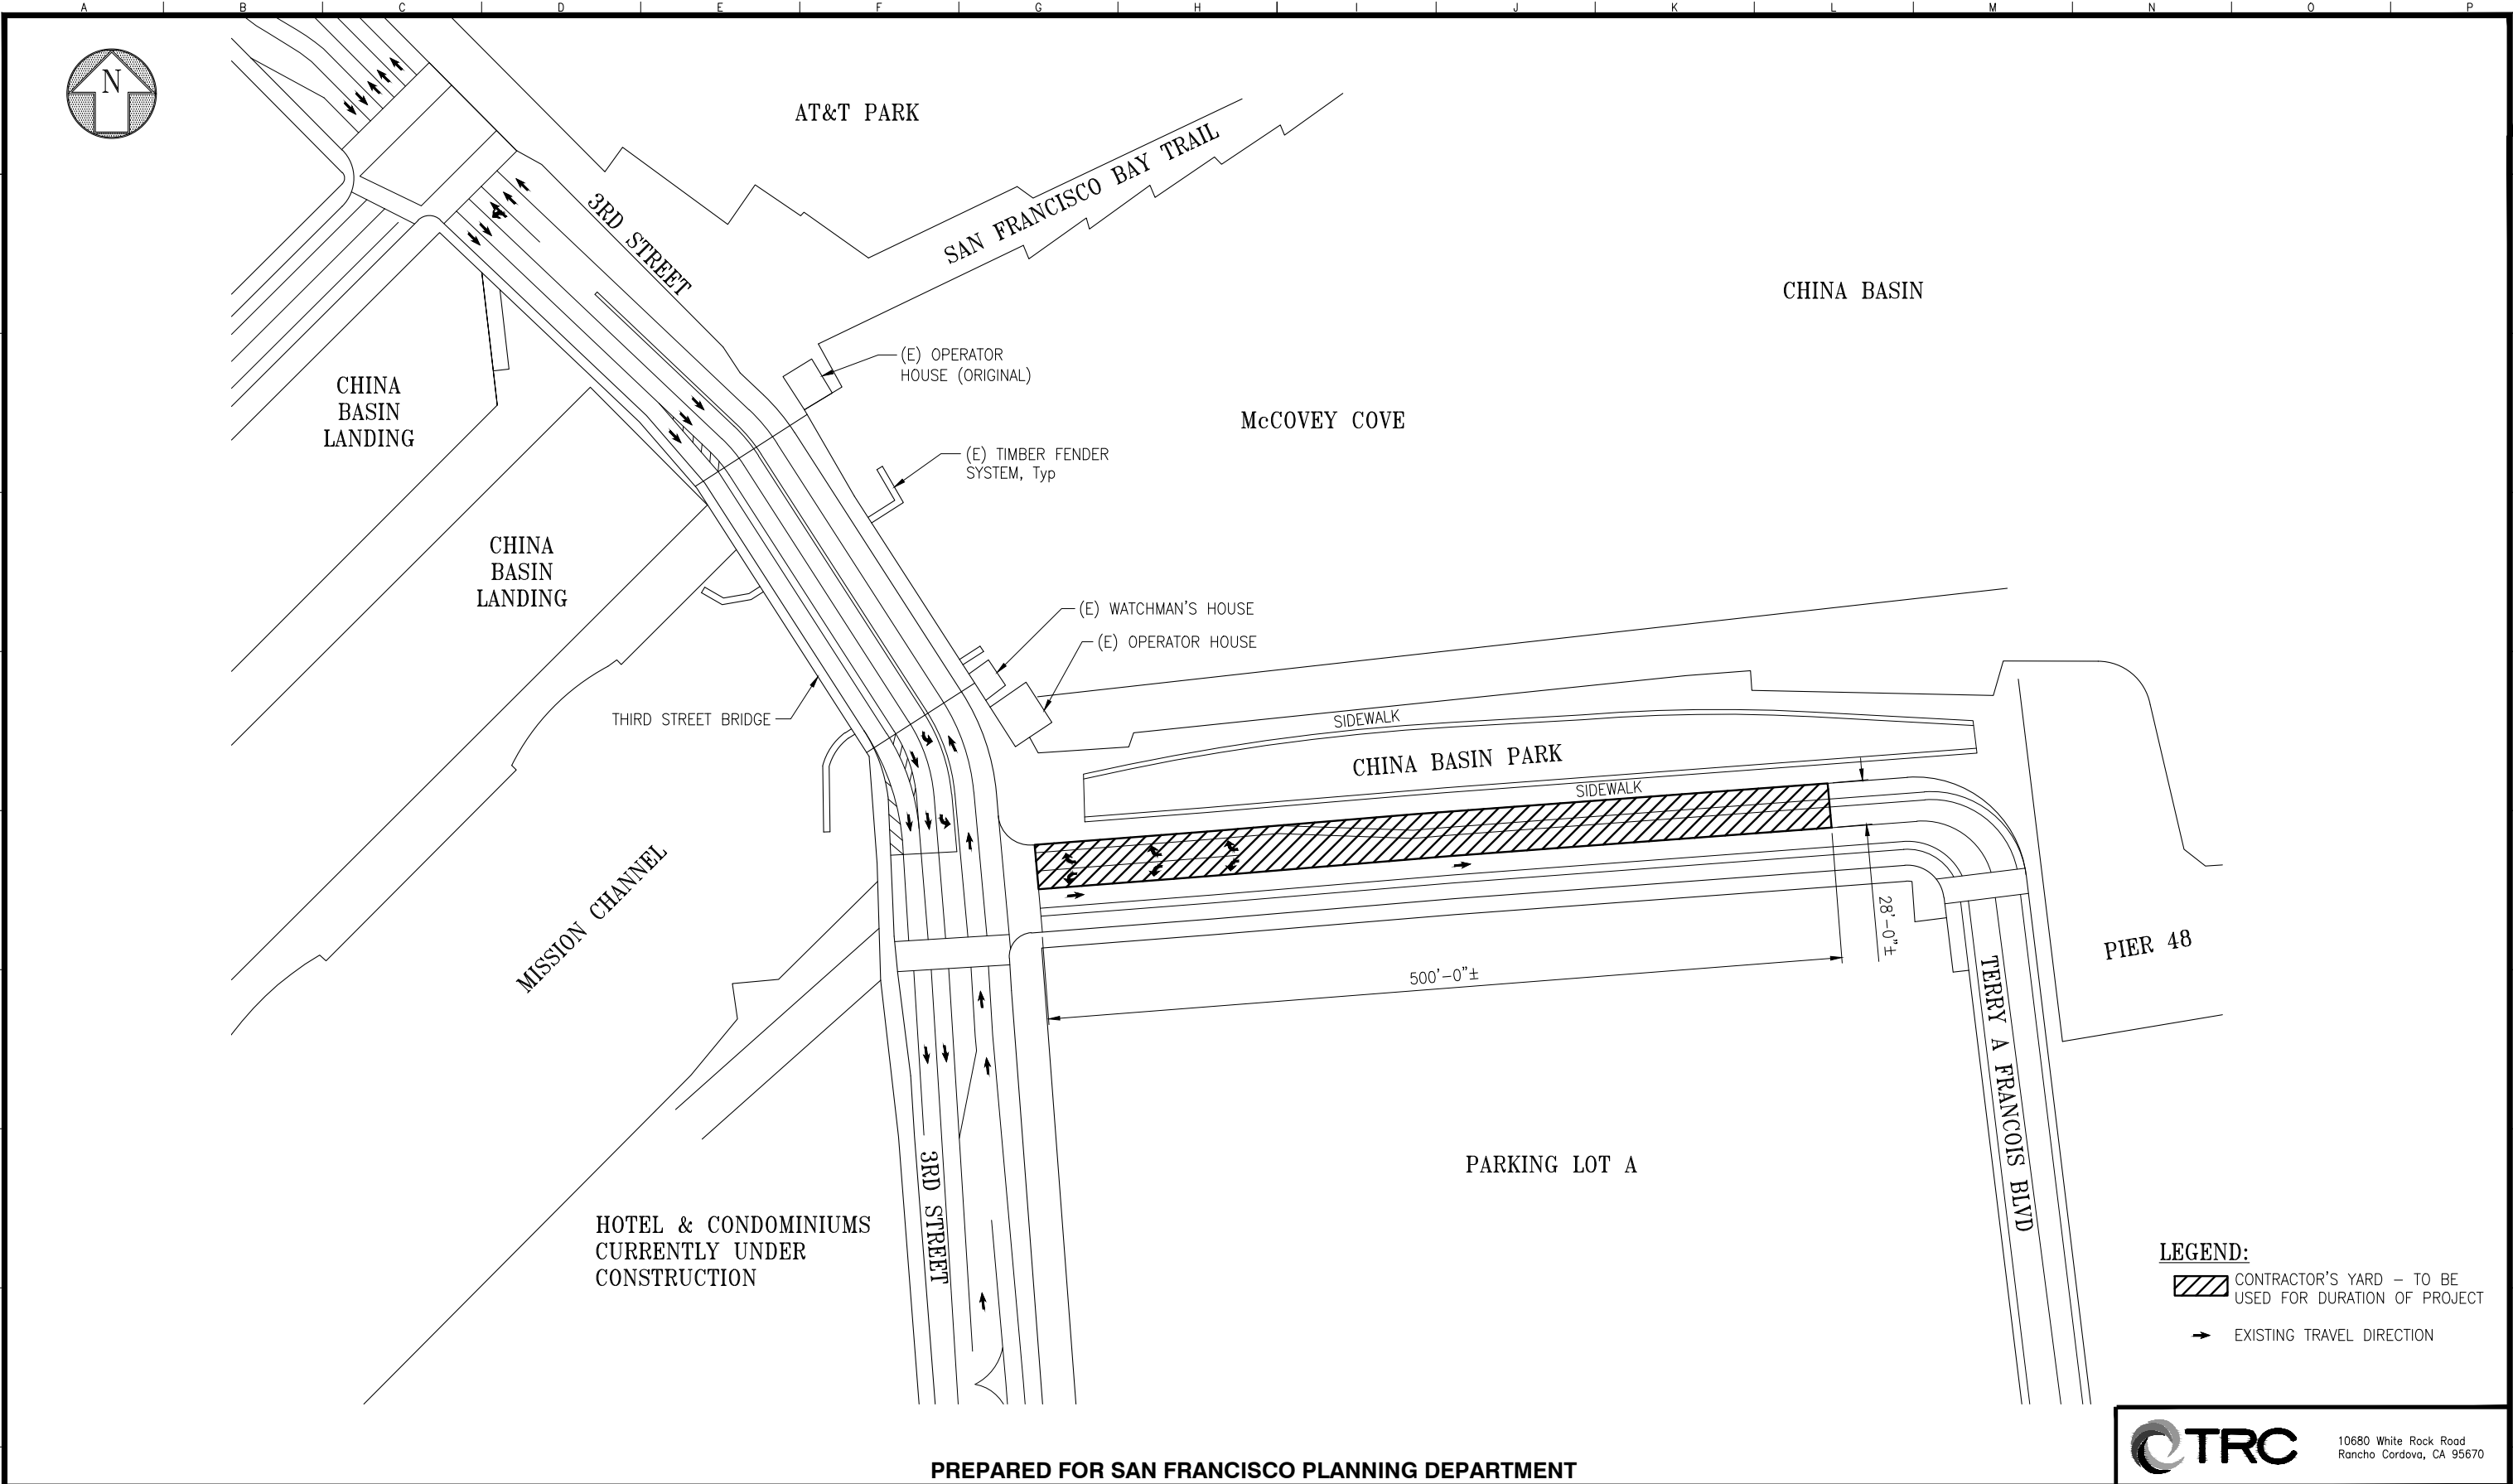 A B C D E F G H I J K L M N O P
N
AT&T PARK
SAN FRANCISCO BAY TRAIL
3RD STREET
CHINA BASIN
(E) OPERATOR
HOUSE (ORIGINAL)
CHINA
BASIN
LANDING
McCOVEY COVE
(E) TIMBER FENDER
SYSTEM, Typ
CHINA
BASIN
LANDING
(E) WATCHMAN'S HOUSE
(E) OPERATOR HOUSE
THIRD STREET BRIDGE
SIDEWALK
CHINA BASIN PARK
SIDEWALK
MISSION CHANNEL
28'-0"±
PIER 48
500'-0"±
TERRY A FRANCOIS BLVD
PARKING LOT A
3RD STREET
HOTEL & CONDOMINIUMS
CURRENTLY UNDER
CONSTRUCTION
LEGEND:
CONTRACTOR'S YARD – TO BE
USED FOR DURATION OF PROJECT
EXISTING TRAVEL DIRECTION
TRC
10680 White Rock Road
Rancho Cordova, CA 95670
PREPARED FOR SAN FRANCISCO PLANNING DEPARTMENT